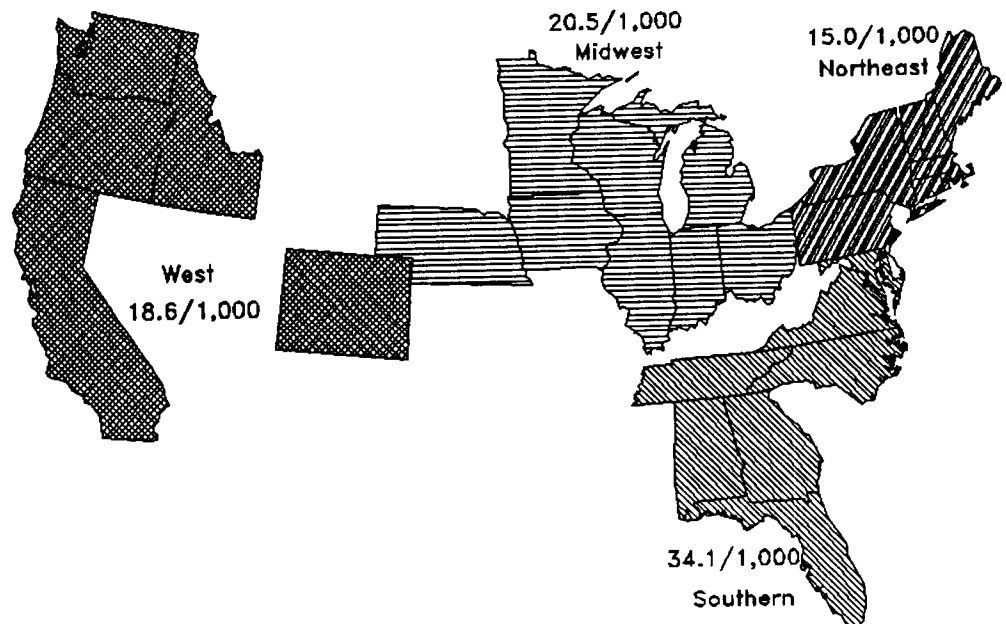 20.5/1,000
Midwest
15.0/1,000
Northeast
West
18.6/1,000
34.1/1,000
Southern